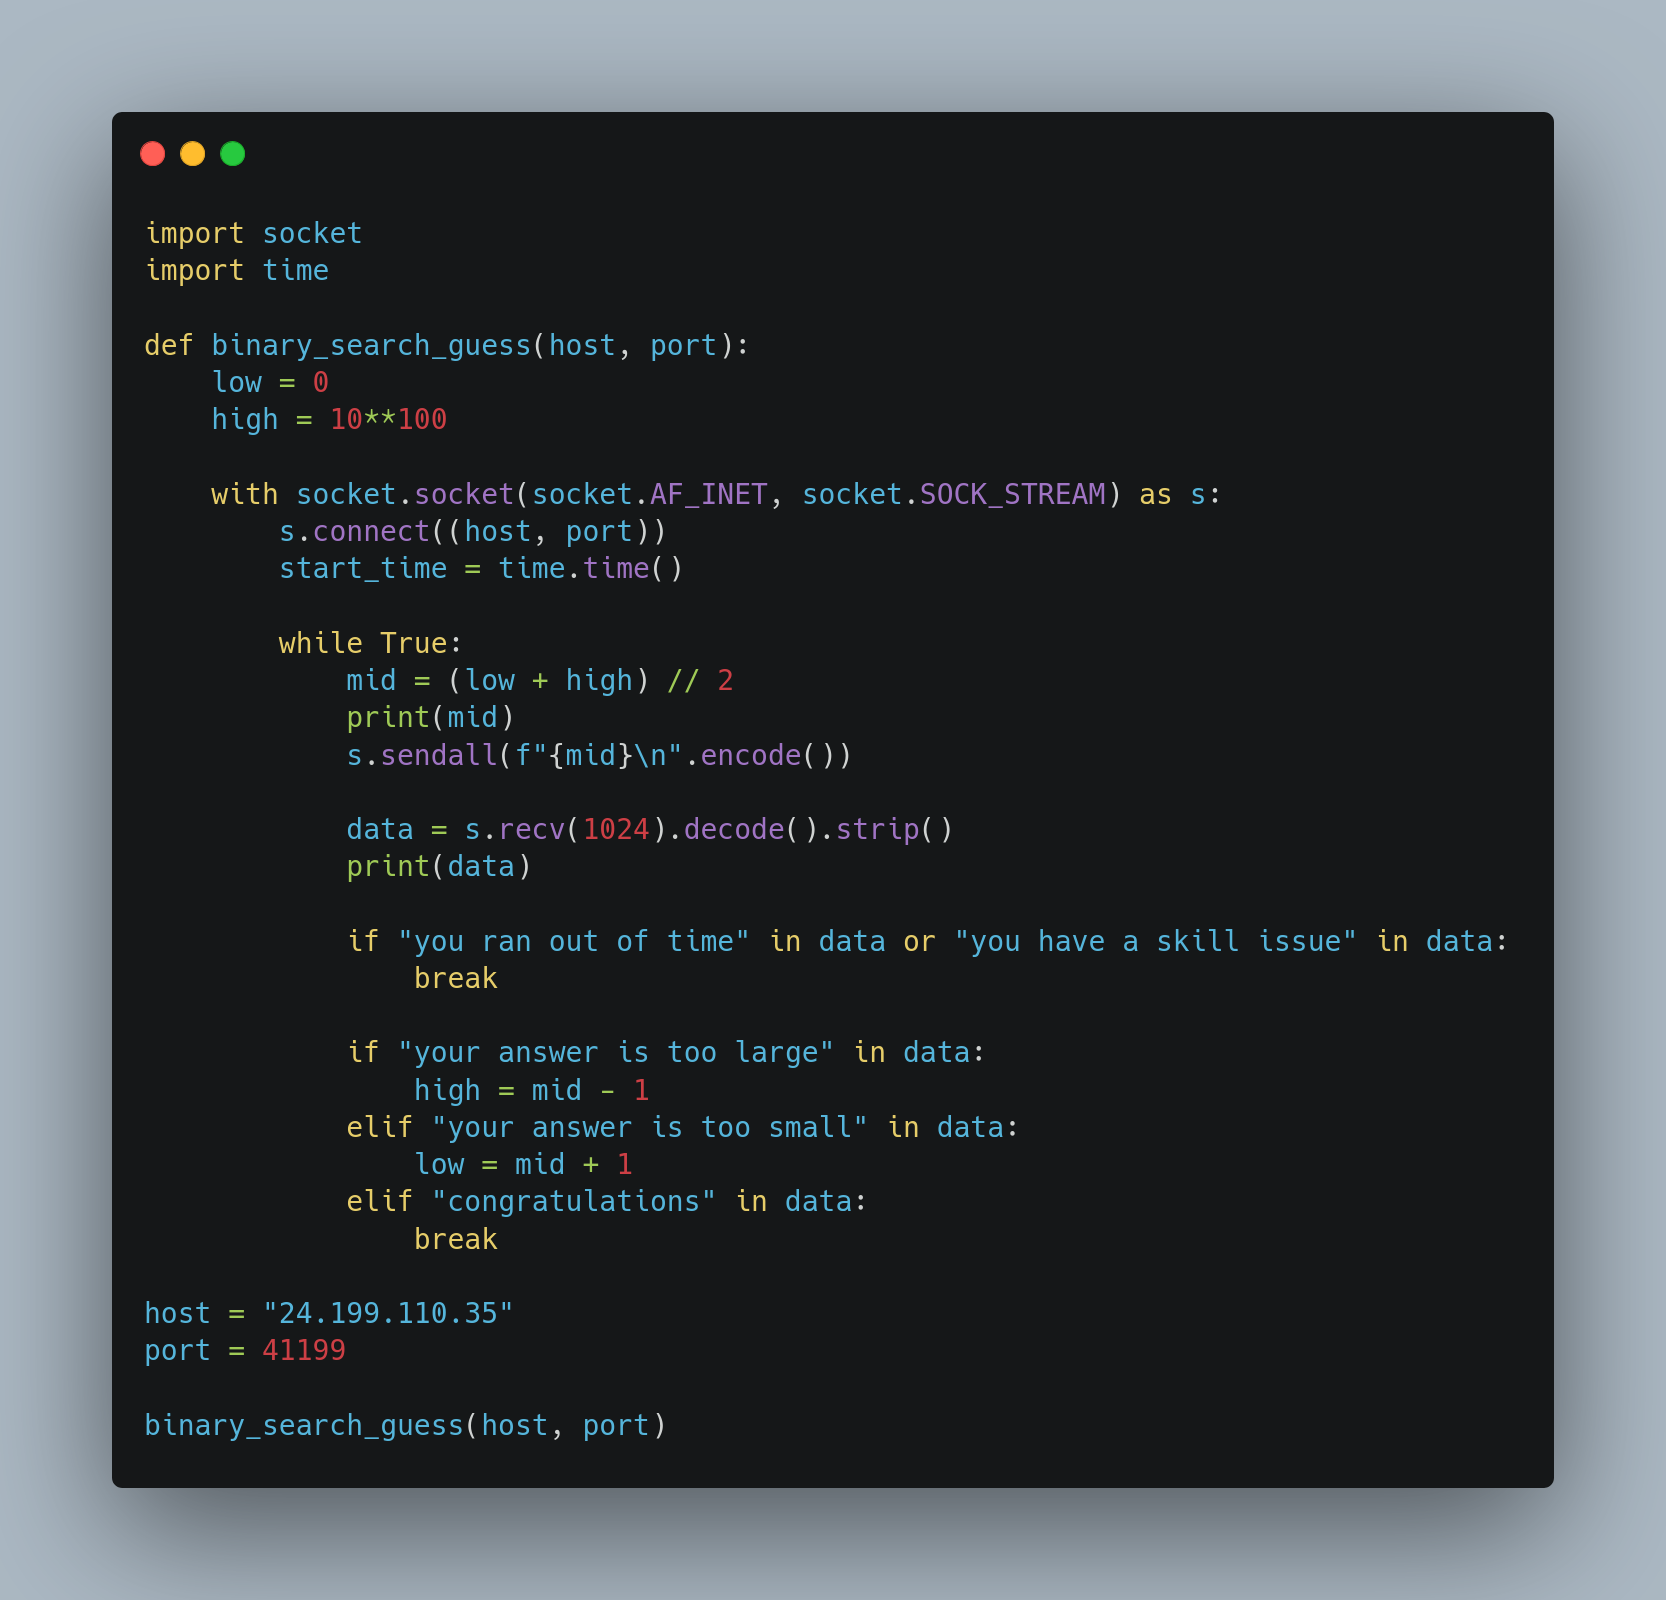 import socket
import time

def binary_search_guess(host, port):
    low = 0
    high = 10**100

    with socket.socket(socket.AF_INET, socket.SOCK_STREAM) as s:
        s.connect((host, port))
        start_time = time.time()

        while True:
            mid = (low + high) // 2
            print(mid)
            s.sendall(f"{mid}\n".encode())

            data = s.recv(1024).decode().strip()
            print(data)

            if "you ran out of time" in data or "you have a skill issue" in data:
                break

            if "your answer is too large" in data:
                high = mid - 1
            elif "your answer is too small" in data:
                low = mid + 1
            elif "congratulations" in data:
                break

host = "24.199.110.35"
port = 41199

binary_search_guess(host, port)